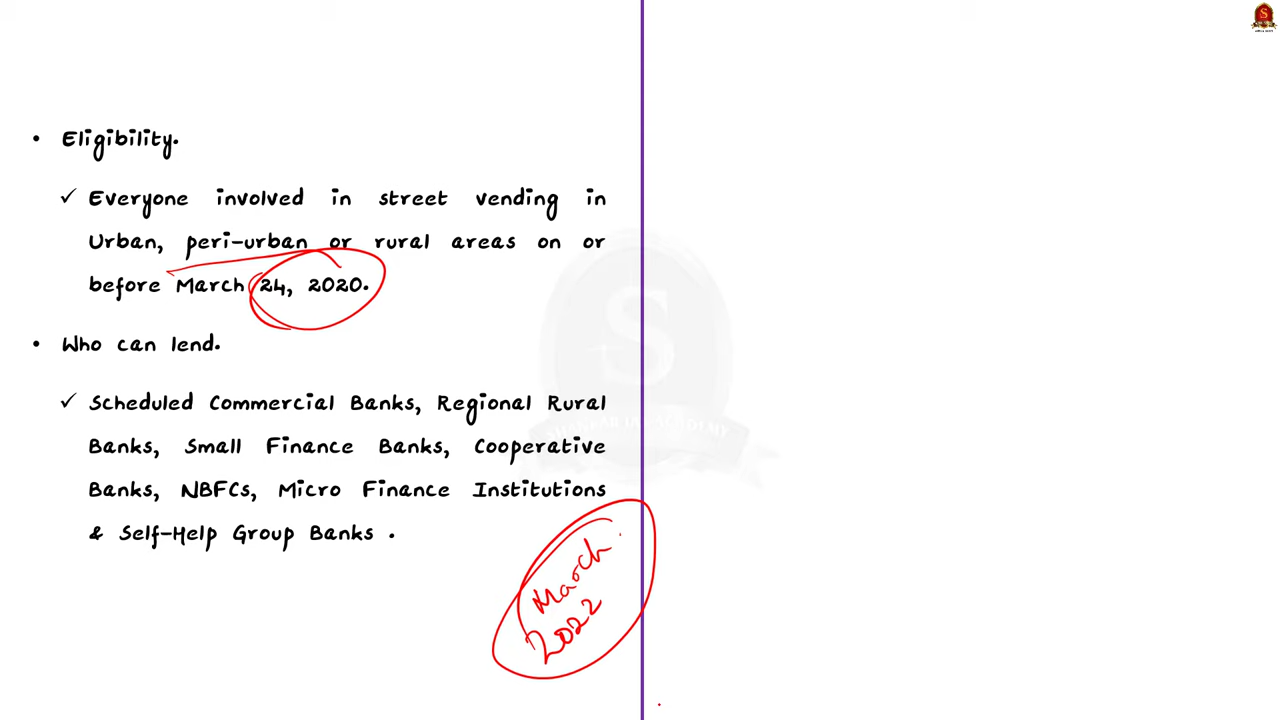 • Eligibility.
✓ Everyone involved in street vending in
Urban, peri-urban or rural areas on or
before March 24, 2020.
• Who can lend.
✓ Scheduled Commercial Banks, Regional Rural
Banks, Small Finance Banks, Cooperative
Banks, NBFCs, Micro Finance Institutions
& Self-Help Group Banks .
March
2022